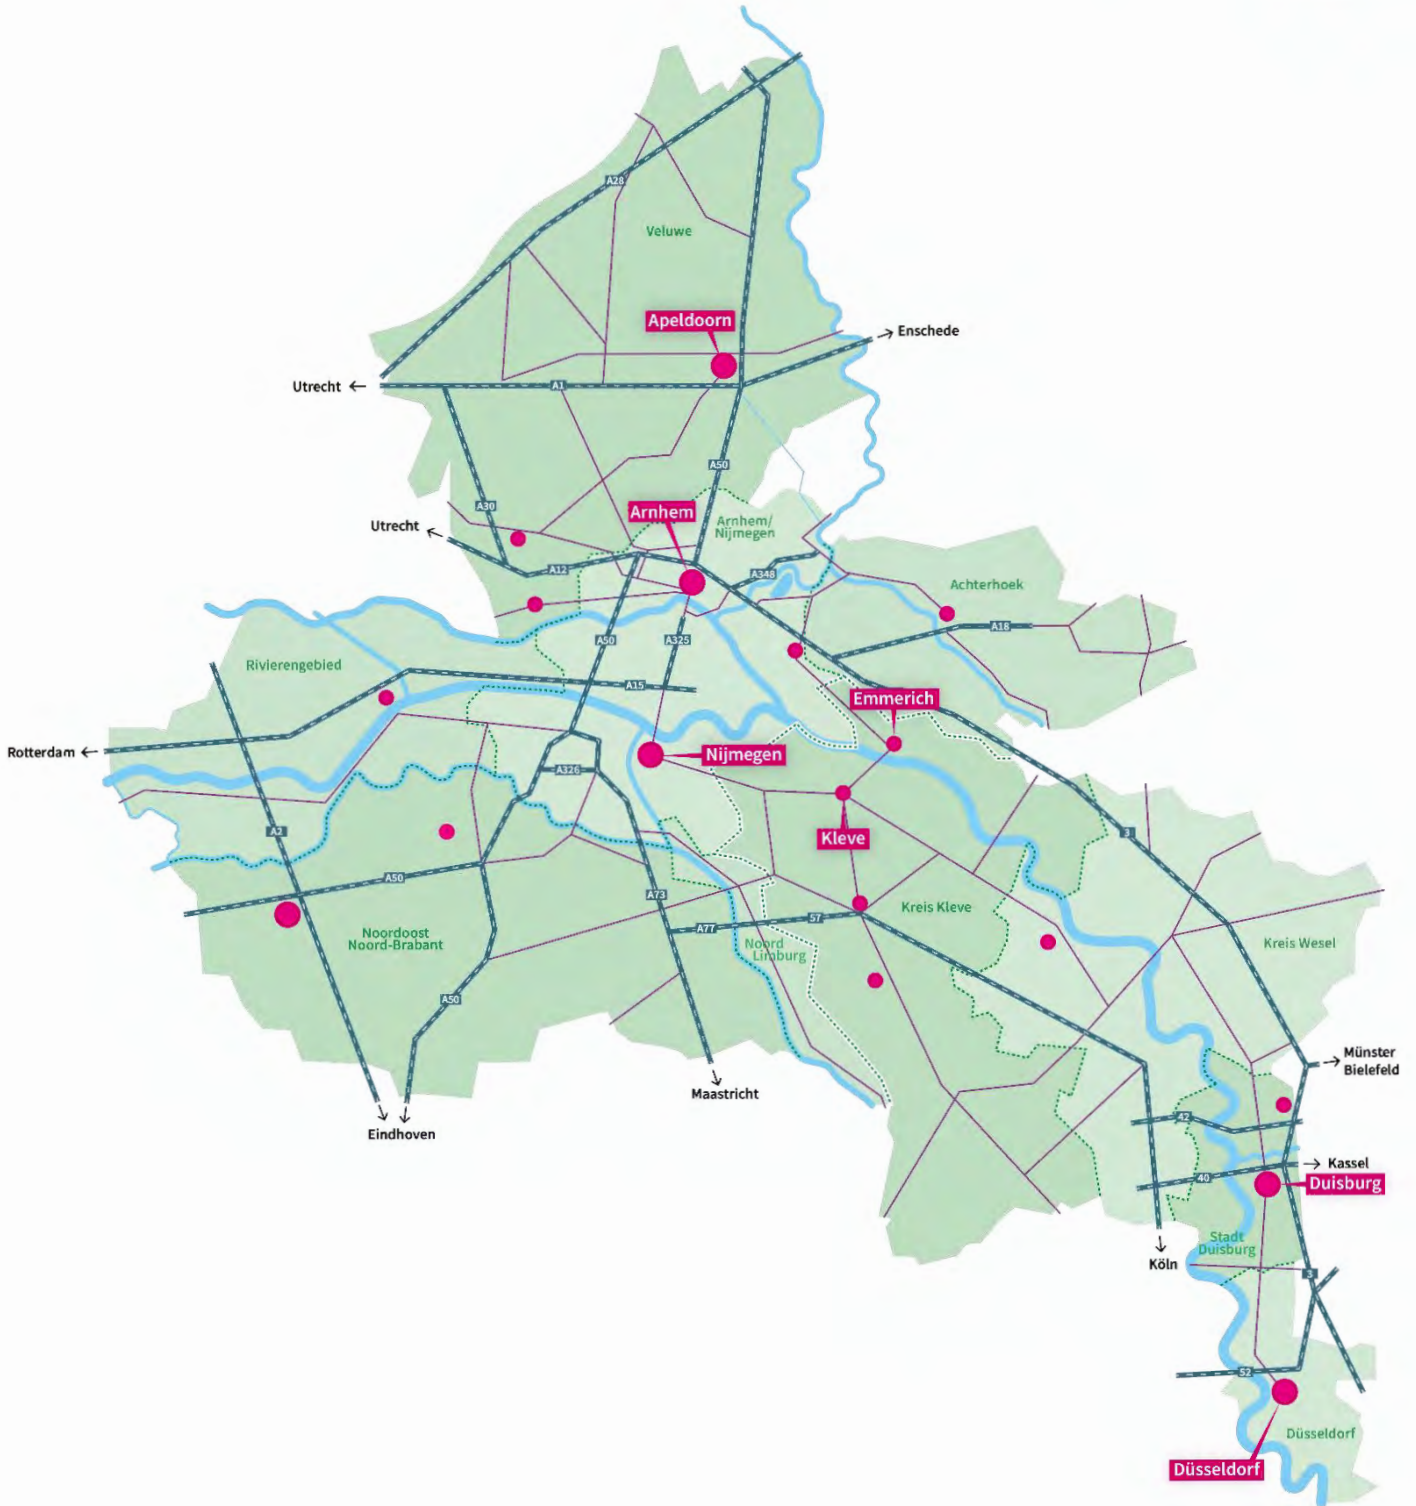 A28
Veluwe
Apeldoorn
Enschede
Utrecht
A1
A50
A30
Arnhem
Utrecht
Arnhem/
Nijmegen
A12
A348
Achterhoek
A18
A50
A325
Rivierengebied
A15
Emmerich
Rotterdam
Nijmegen
A326
A2
Kleve
3
A50
A73
Kreis Kleve
57
A77
Noordoost
Noord-Brabant
Noord
Limburg
Kreis Wesel
A50
Münster
Bielefeld
Maastricht
42
Eindhoven
Kassel
40
Duisburg
Stadt
Duisburg
Köln
3
52
Düsseldorf
Düsseldorf